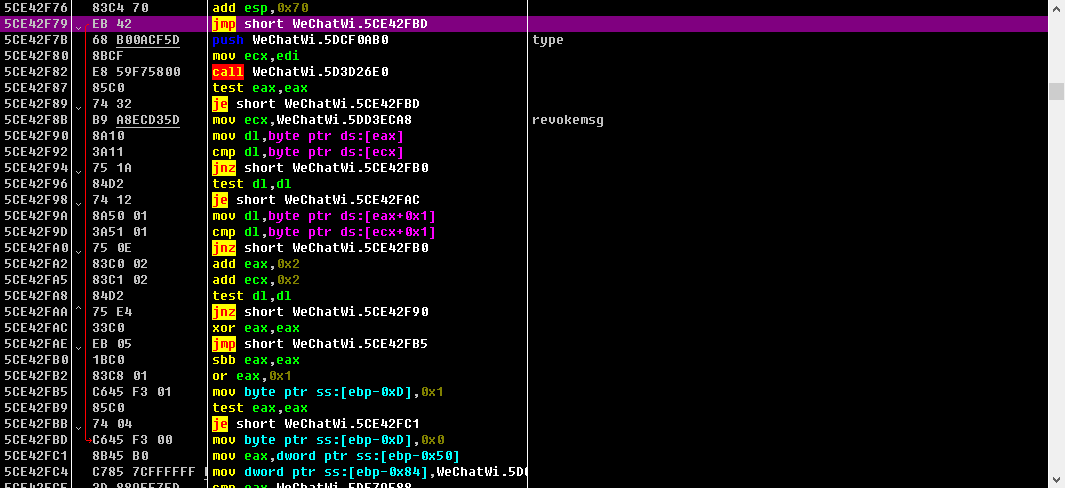 5CE42F76 83C4 70 add esp,0x70
5CE42F79 EB 42 jmp short WeChatWi.5CE42FBD
5CE42F7B 68 B00ACF5D push WeChatWi.5DCF0AB0 type
5CE42F80 8BCF mov ecx,edi
5CE42F82 E8 59F75800 call WeChatWi.5D3D26E0
5CE42F87 85C0 test eax,eax
5CE42F89 74 32 je short WeChatWi.5CE42FBD
5CE42F8B B9 A8ECD35D mov ecx,WeChatWi.5DD3ECA8 revokemsg
5CE42F90 8A10 mov dl,byte ptr ds:[eax]
5CE42F92 3A11 cmp dl,byte ptr ds:[ecx]
5CE42F94 75 1A jnz short WeChatWi.5CE42FB0
5CE42F96 84D2 test dl,dl
5CE42F98 74 12 je short WeChatWi.5CE42FAC
5CE42F9A 8A50 01 mov dl,byte ptr ds:[eax+0x1]
5CE42F9D 3A51 01 cmp dl,byte ptr ds:[ecx+0x1]
5CE42FA0 75 0E jnz short WeChatWi.5CE42FB0
5CE42FA2 83C0 02 add eax,0x2
5CE42FA5 83C1 02 add ecx,0x2
5CE42FA8 84D2 test dl,dl
5CE42FAA 75 E4 jnz short WeChatWi.5CE42F90
5CE42FAC 33C0 xor eax,eax
5CE42FAE EB 05 jmp short WeChatWi.5CE42FB5
5CE42FB0 1BC0 sbb eax,eax
5CE42FB2 83C8 01 or eax,0x1
5CE42FB5 C645 F3 01 mov byte ptr ss:[ebp-0xD],0x1
5CE42FB9 85C0 test eax,eax
5CE42FBB 74 04 je short WeChatWi.5CE42FC1
5CE42FBD C645 F3 00 mov byte ptr ss:[ebp-0xD],0x0
5CE42FC1 8B45 B0 mov eax,dword ptr ss:[ebp-0x50]
5CE42FC4 C785 7CFFFFFF mov dword ptr ss:[ebp-0x84],WeChatWi.5D